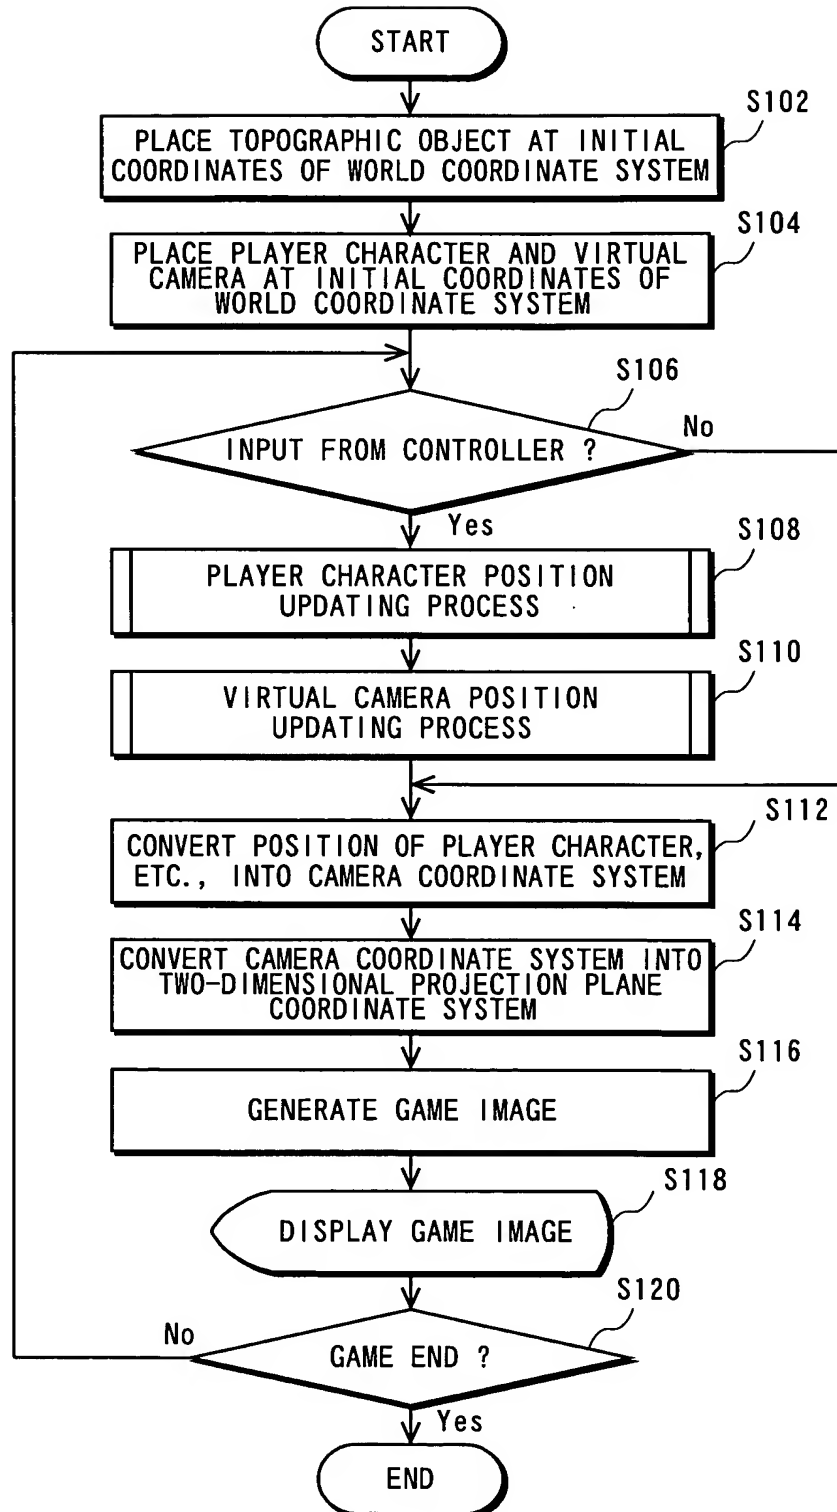 START
S102
PLACE TOPOGRAPHIC OBJECT AT INITIAL
COORDINATES OF WORLD COORDINATE SYSTEM
S104
PLACE PLAYER CHARACTER AND VIRTUAL
CAMERA AT INITIAL COORDINATES OF
WORLD COORDINATE SYSTEM
S106
INPUT FROM CONTROLLER ?
No
Yes
S108
PLAYER CHARACTER POSITION
UPDATING PROCESS
S110
VIRTUAL CAMERA POSITION
UPDATING PROCESS
S112
CONVERT POSITION OF PLAYER CHARACTER,
ETC., INTO CAMERA COORDINATE SYSTEM
S114
CONVERT CAMERA COORDINATE SYSTEM INTO
TWO-DIMENSIONAL PROJECTION PLANE
COORDINATE SYSTEM
S116
GENERATE GAME IMAGE
S118
DISPLAY GAME IMAGE
S120
No
GAME END ?
Yes
END